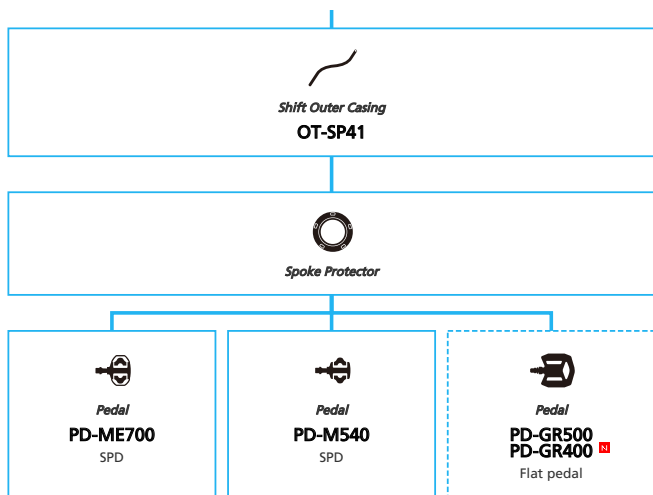 Shift Outer Casing
OT-SP41
Spoke Protector
Pedal
PD-ME700
SPD
Pedal
PD-M540
SPD
Pedal
PD-GR500
PD-GR400 N
Flat pedal